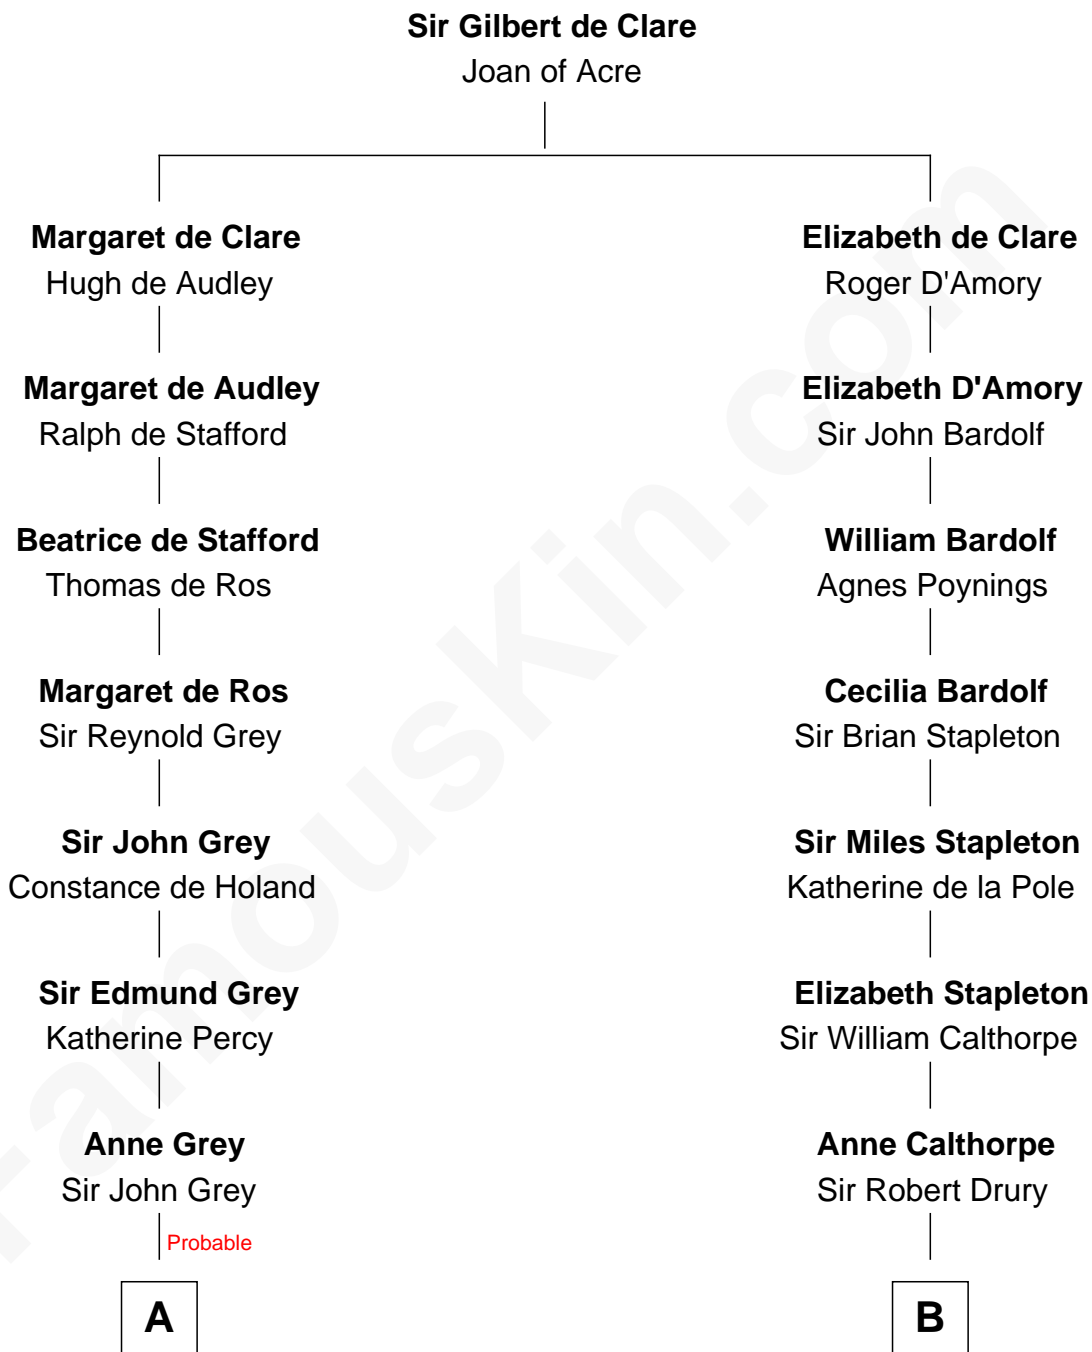 Sir Gilbert de Clare
Joan of Acre
Margaret de Clare
Hugh de Audley
Elizabeth de Clare
Roger D'Amory
Margaret de Audley
Ralph de Stafford
Elizabeth D'Amory
Sir John Bardolf
Beatrice de Stafford
Thomas de Ros
William Bardolf
Agnes Poynings
Margaret de Ros
Sir Reynold Grey
Cecilia Bardolf
Sir Brian Stapleton
Sir John Grey
Constance de Holand
Sir Miles Stapleton
Katherine de la Pole
Sir Edmund Grey
Katherine Percy
Elizabeth Stapleton
Sir William Calthorpe
Anne Grey
Sir John Grey
Anne Calthorpe
Sir Robert Drury
Probable
A
B
FamousKin.com